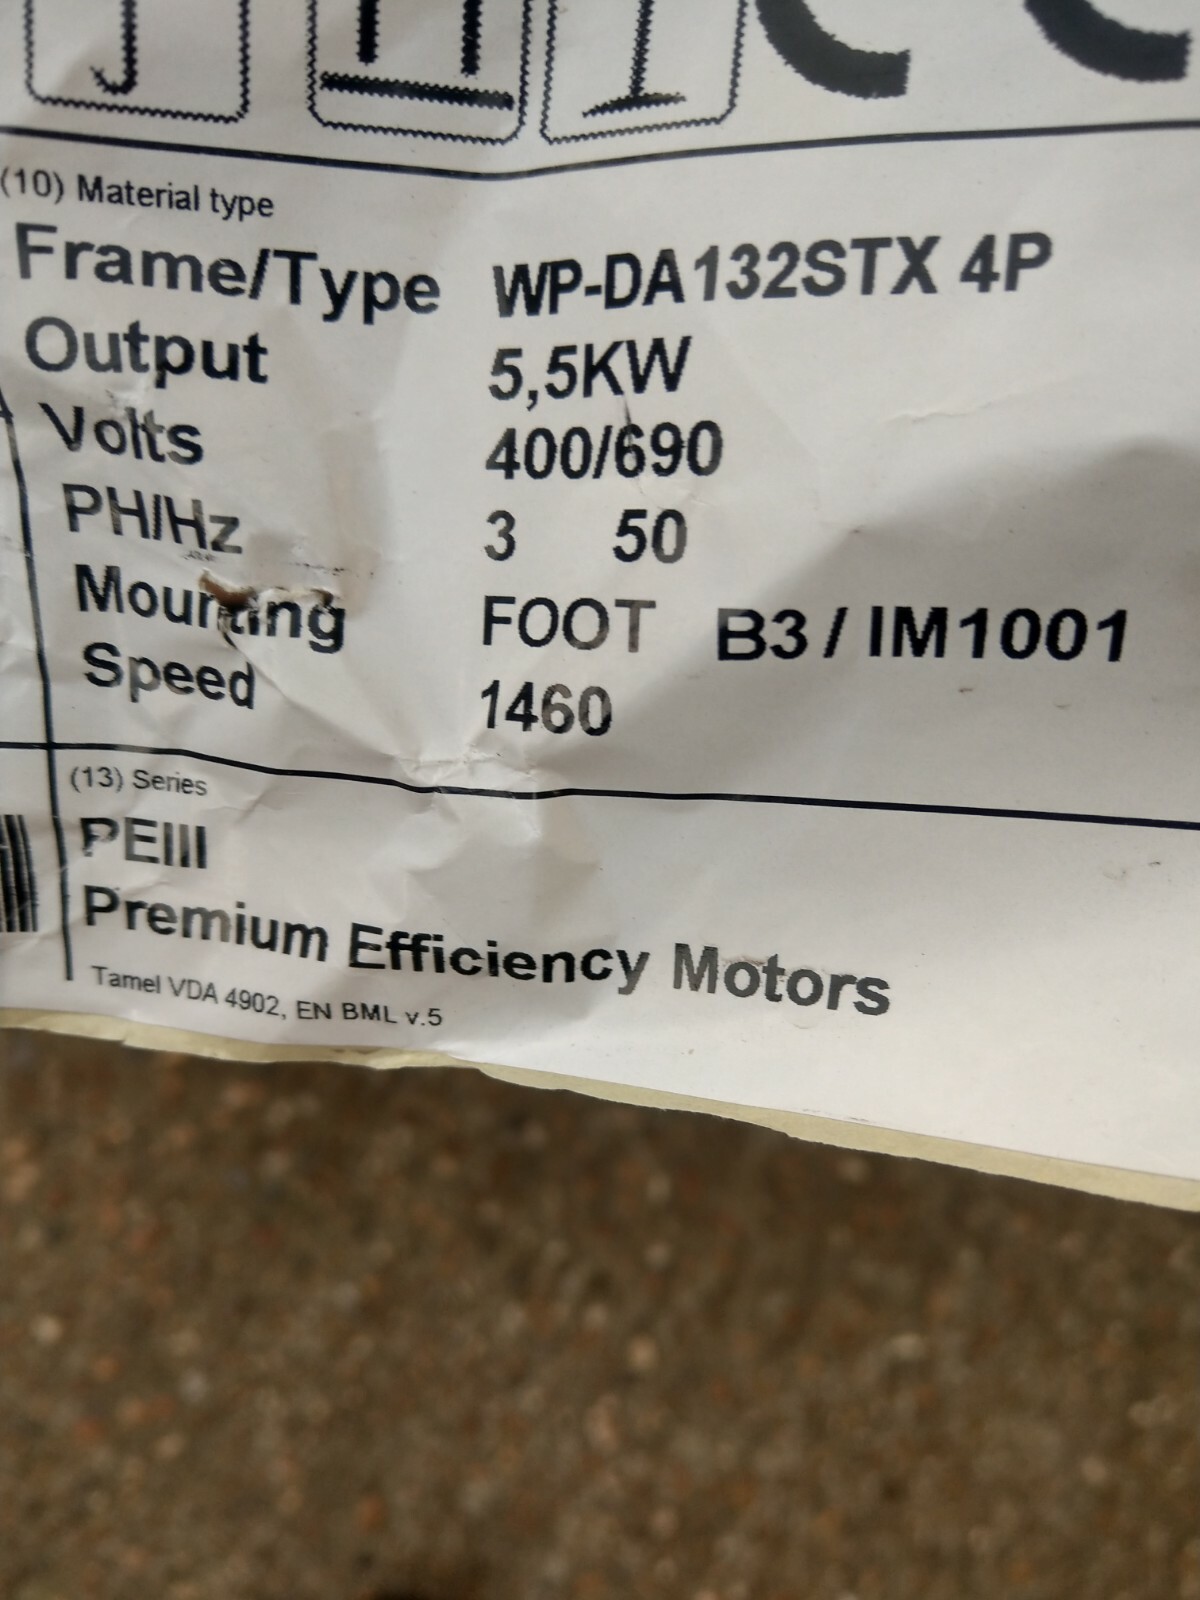 (10) Material type
Frame/Type WP-DA132STX 4P
Output 5,5KW
Volts 400/690
PH/Hz 3 50
Mounting FOOT B3 / IM1001
Speed 1460
(13) Series
PEIII
Premium Efficiency Motors
Tamel VDA 4902, EN BML v.5